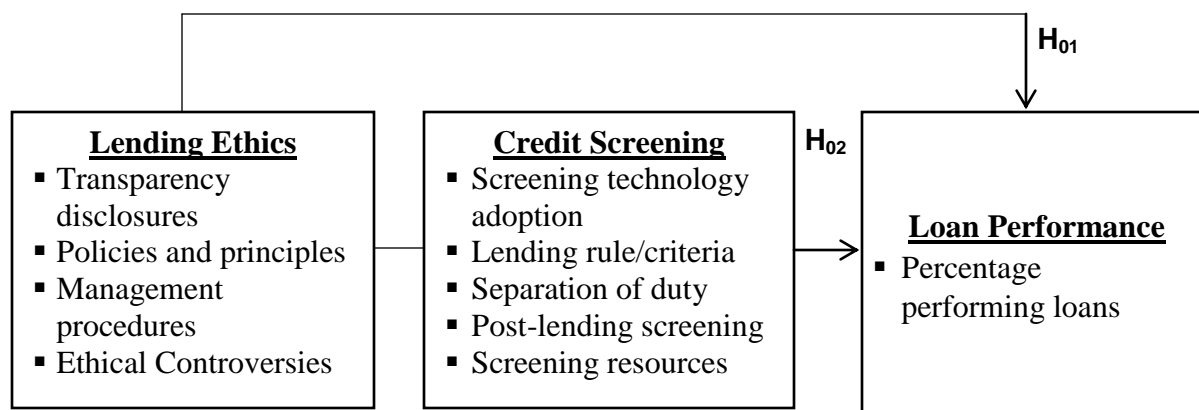 H01
Lending Ethics
▪ Transparency
disclosures
▪ Policies and principles
▪ Management
procedures
▪ Ethical Controversies
Credit Screening
▪ Screening technology
adoption
▪ Lending rule/criteria
▪ Separation of duty
▪ Post-lending screening
▪ Screening resources
H02
Loan Performance
▪ Percentage
performing loans